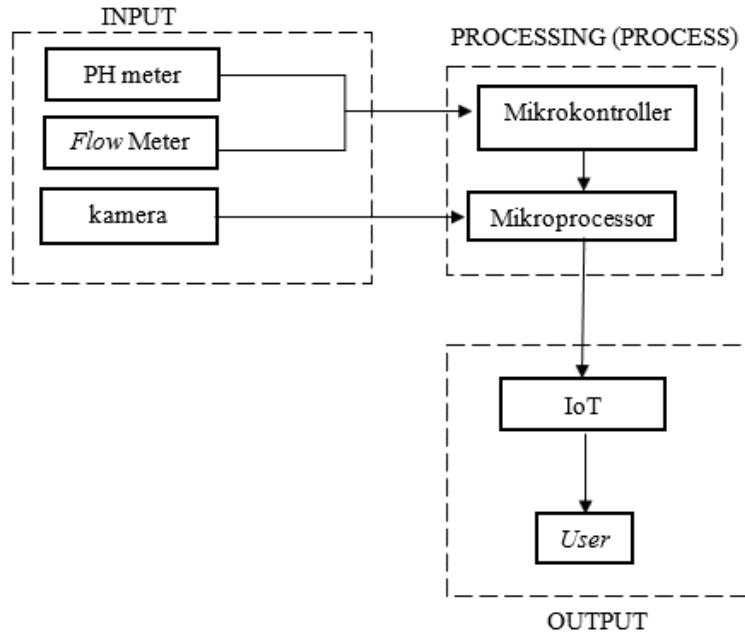 INPUT
PH meter
Flow Meter
kamera
PROCESSING (PROCESS)
Mikrokontroller
Mikroprocessor
IoT
User
OUTPUT